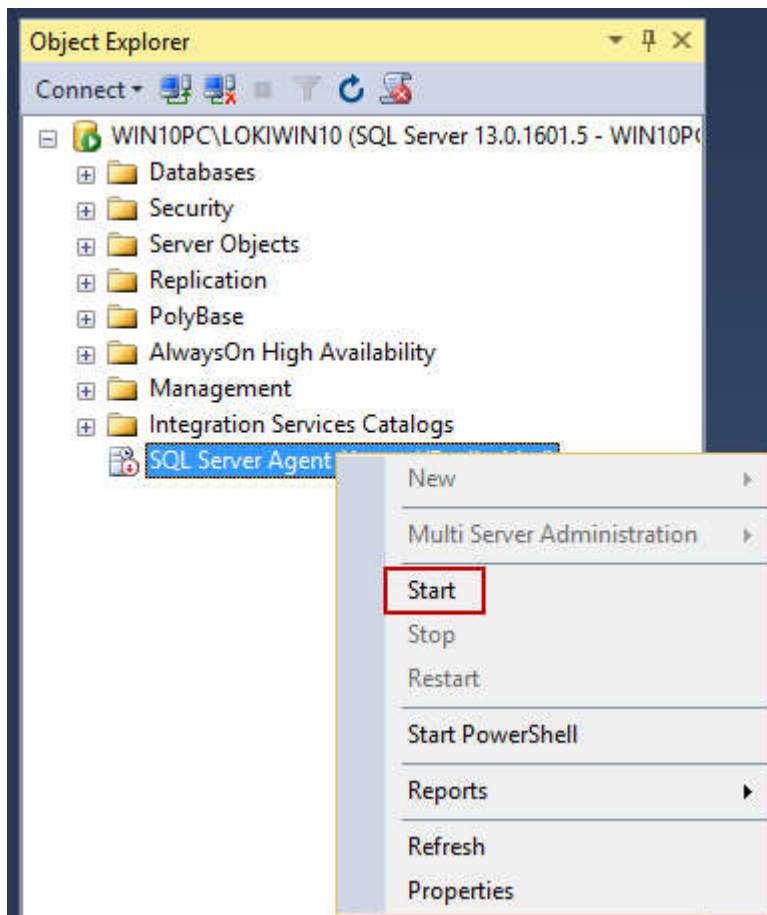 Object Explorer
Connect
WIN10PC\LOKIWIN10 (SQL Server 13.0.1601.5 - WIN10P
Databases
Security
Server Objects
Replication
PolyBase
AlwaysOn High Availability
Management
Integration Services Catalogs
SQL Server Agent
New
Multi Server Administration
Start
Stop
Restart
Start PowerShell
Reports
Refresh
Properties